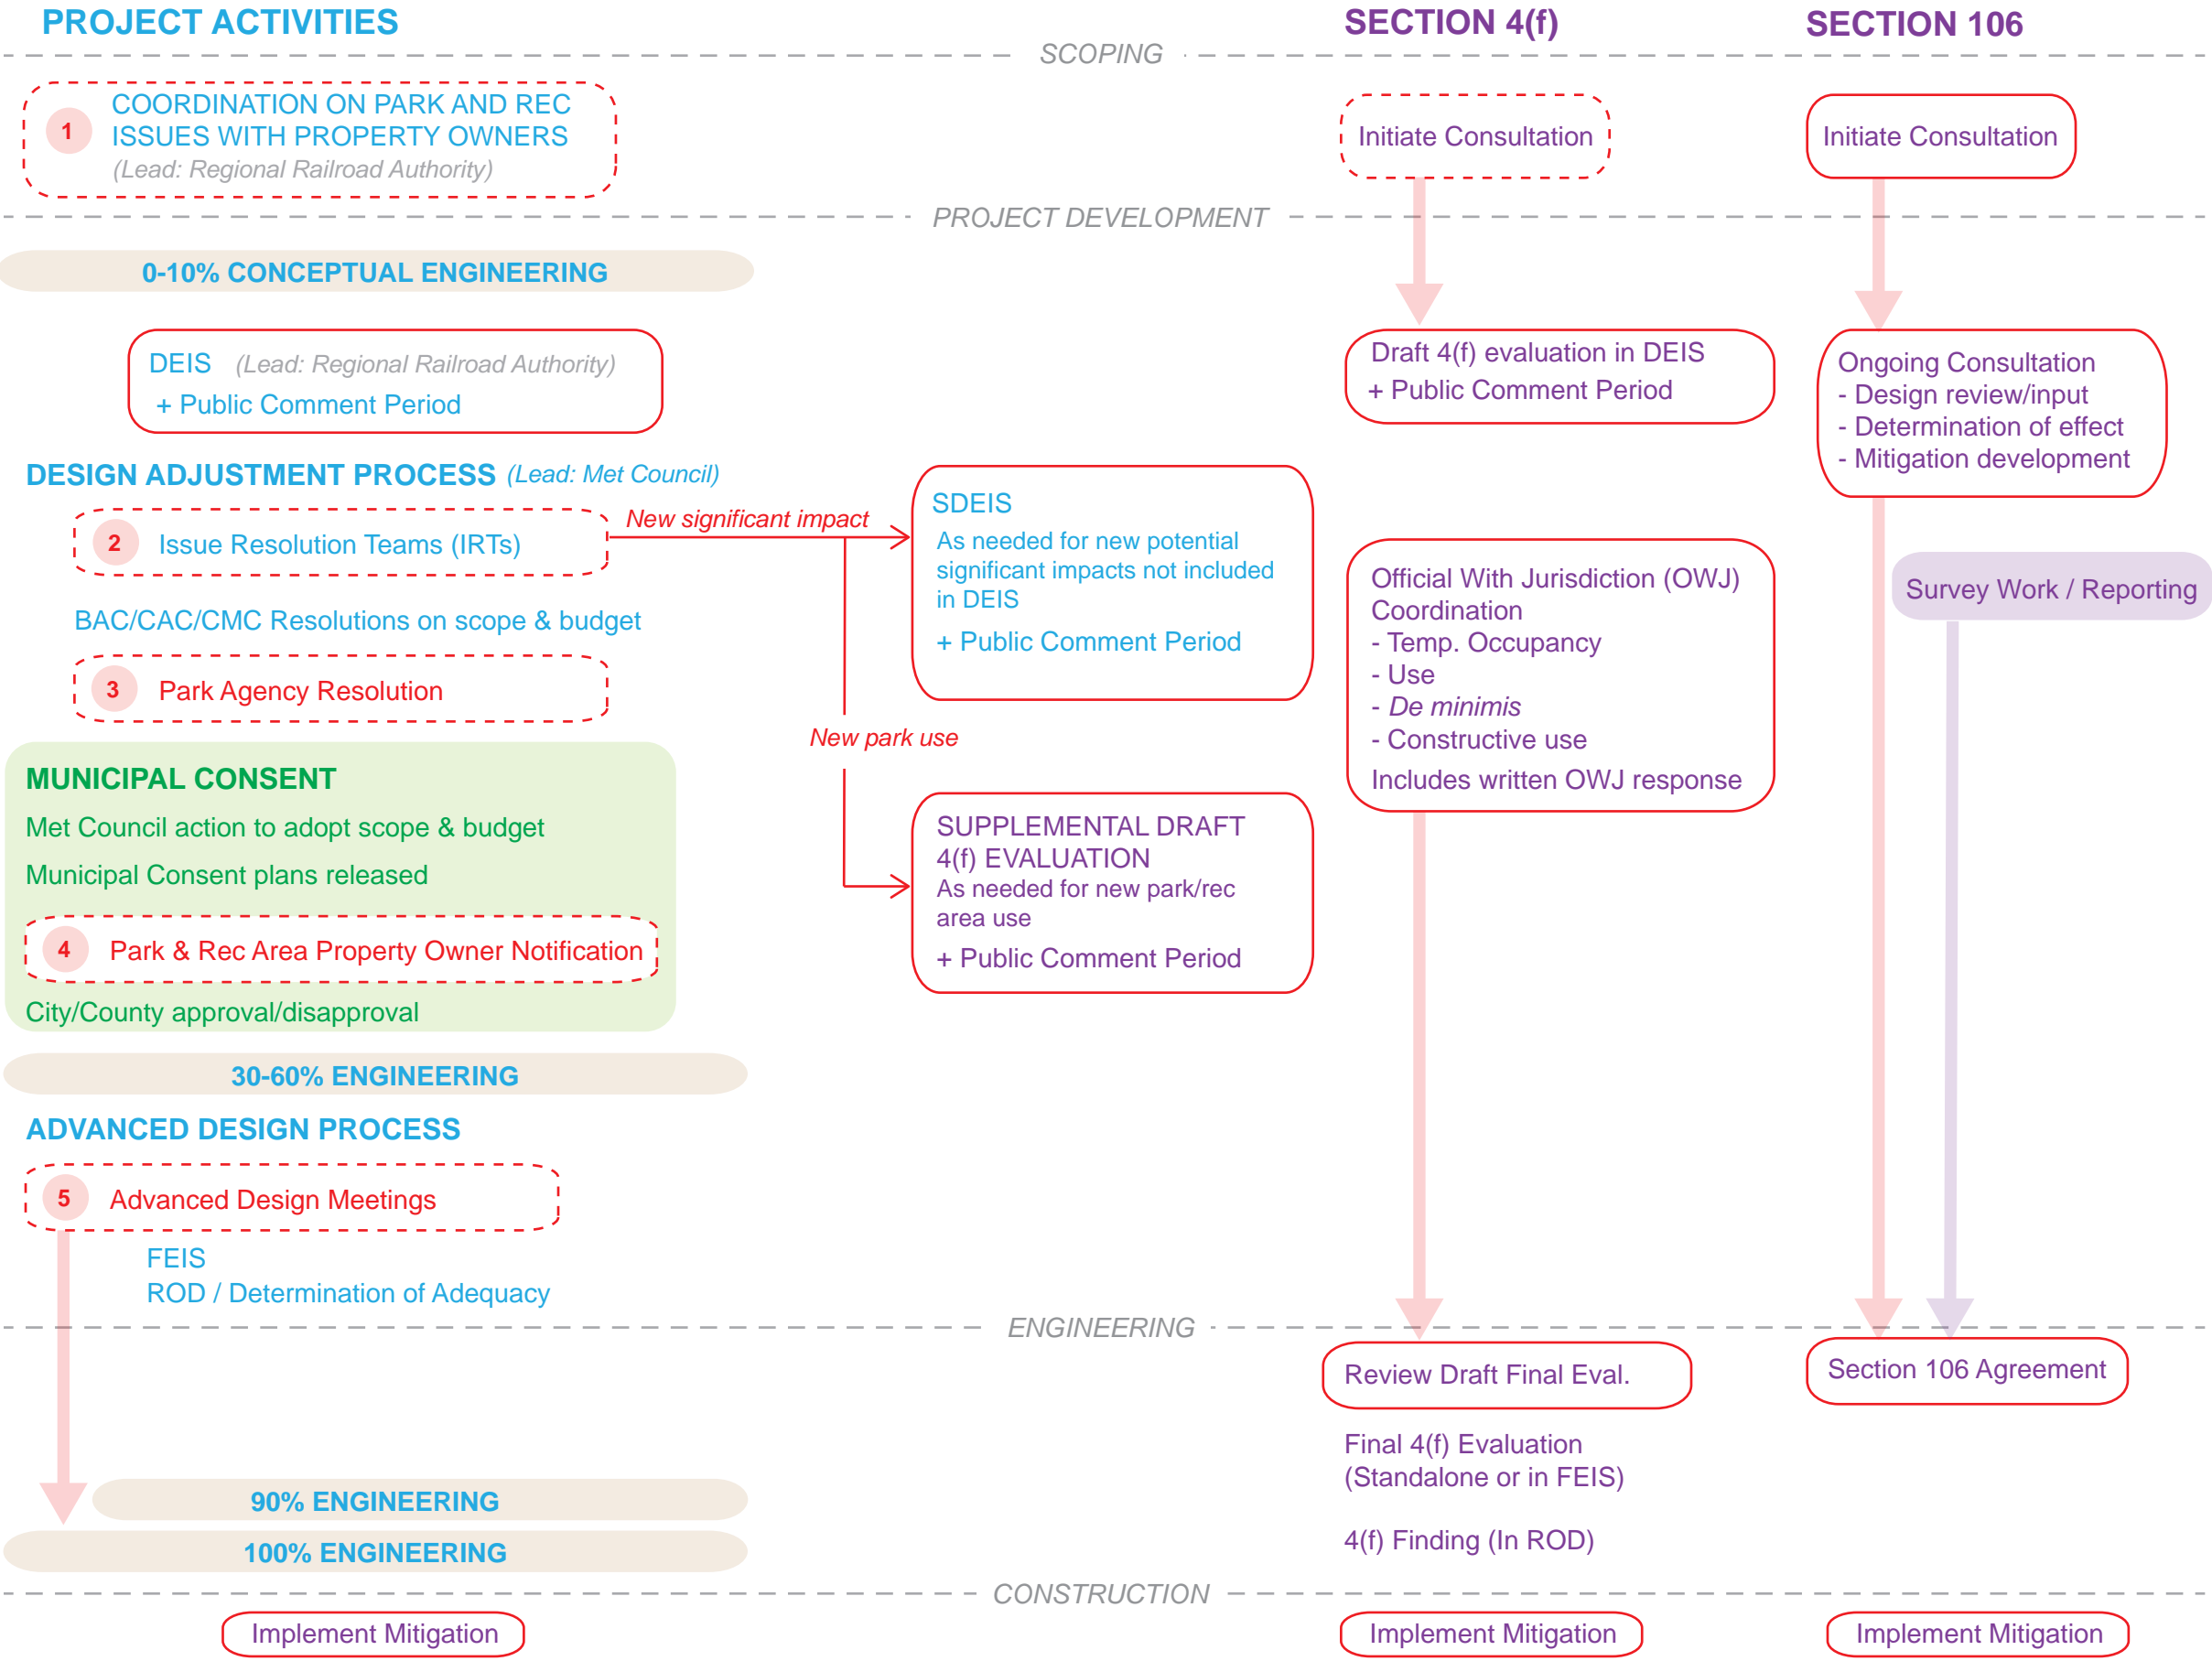 PROJECT ACTIVITIES
SECTION 4(f)
SECTION 106
SCOPING
1
COORDINATION ON PARK AND REC
ISSUES WITH PROPERTY OWNERS
(Lead: Regional Railroad Authority)
Initiate Consultation
Initiate Consultation
PROJECT DEVELOPMENT
0-10% CONCEPTUAL ENGINEERING
DEIS (Lead: Regional Railroad Authority)
+ Public Comment Period
Draft 4(f) evaluation in DEIS
+ Public Comment Period
Ongoing Consultation
- Design review/input
- Determination of effect
- Mitigation development
DESIGN ADJUSTMENT PROCESS (Lead: Met Council)
2
Issue Resolution Teams (IRTs)
New significant impact
SDEIS
As needed for new potential
significant impacts not included
in DEIS
+ Public Comment Period
Official With Jurisdiction (OWJ)
Coordination
- Temp. Occupancy
- Use
- De minimis
- Constructive use
Includes written OWJ response
Survey Work / Reporting
BAC/CAC/CMC Resolutions on scope & budget
3
Park Agency Resolution
New park use
MUNICIPAL CONSENT
Met Council action to adopt scope & budget
Municipal Consent plans released
4
Park & Rec Area Property Owner Notification
City/County approval/disapproval
SUPPLEMENTAL DRAFT
4(f) EVALUATION
As needed for new park/rec
area use
+ Public Comment Period
30-60% ENGINEERING
ADVANCED DESIGN PROCESS
5
Advanced Design Meetings
FEIS
ROD / Determination of Adequacy
ENGINEERING
Review Draft Final Eval.
Section 106 Agreement
Final 4(f) Evaluation
(Standalone or in FEIS)
4(f) Finding (In ROD)
90% ENGINEERING
100% ENGINEERING
CONSTRUCTION
Implement Mitigation
Implement Mitigation
Implement Mitigation